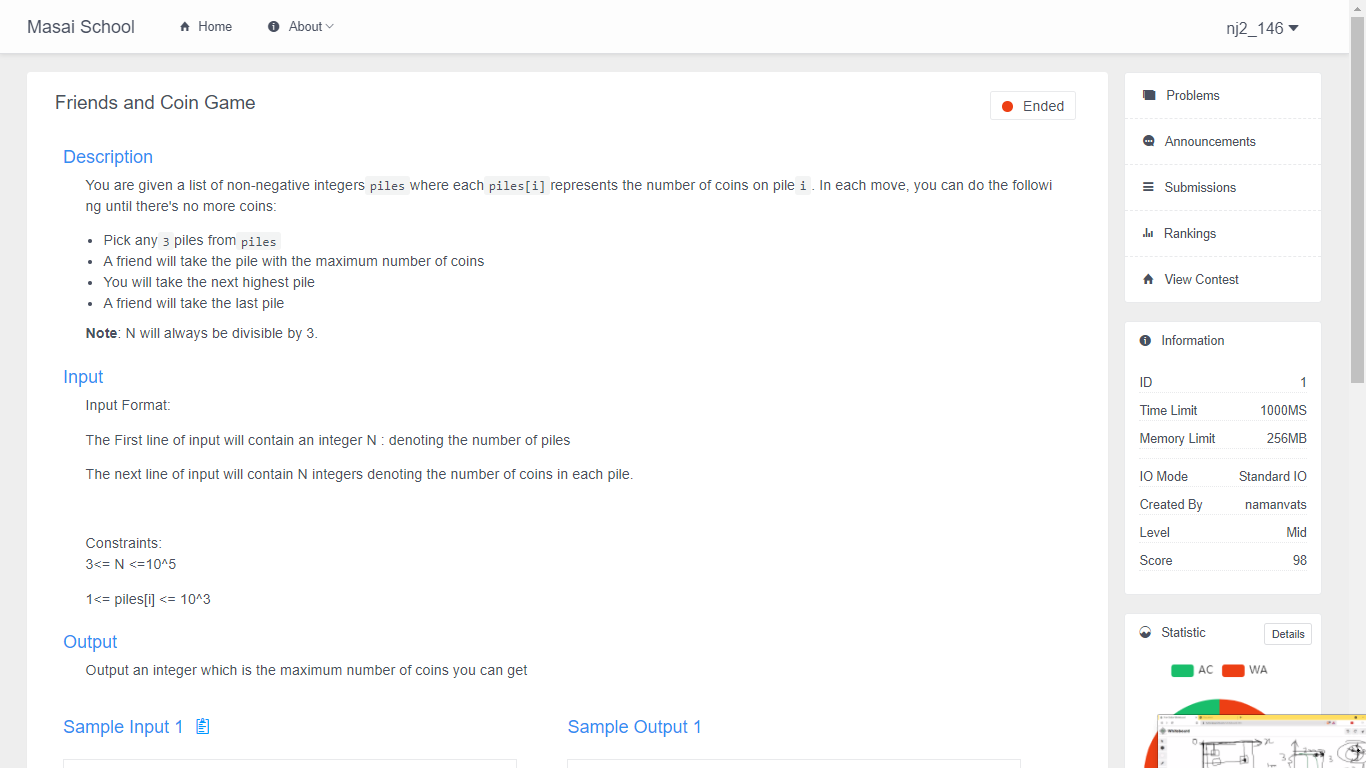 Masai School
Home
About
nj2_146
Friends and Coin Game
Ended
Description
You are given a list of non-negative integers piles where each piles[i] represents the number of coins on pile i . In each move, you can do the followi
ng until there's no more coins:
Pick any 3 piles from piles
A friend will take the pile with the maximum number of coins
You will take the next highest pile
A friend will take the last pile
Note: N will always be divisible by 3.
Input
Input Format:
The First line of input will contain an integer N : denoting the number of piles
The next line of input will contain N integers denoting the number of coins in each pile.
Constraints:
3<= N <=10^5
1<= piles[i] <= 10^3
Output
Output an integer which is the maximum number of coins you can get
Sample Input 1
Sample Output 1
Problems
Announcements
Submissions
Rankings
View Contest
Information
ID 1
Time Limit 1000MS
Memory Limit 256MB
IO Mode Standard IO
Created By namanvats
Level Mid
Score 98
Statistic
Details
AC WA
Whiteboard